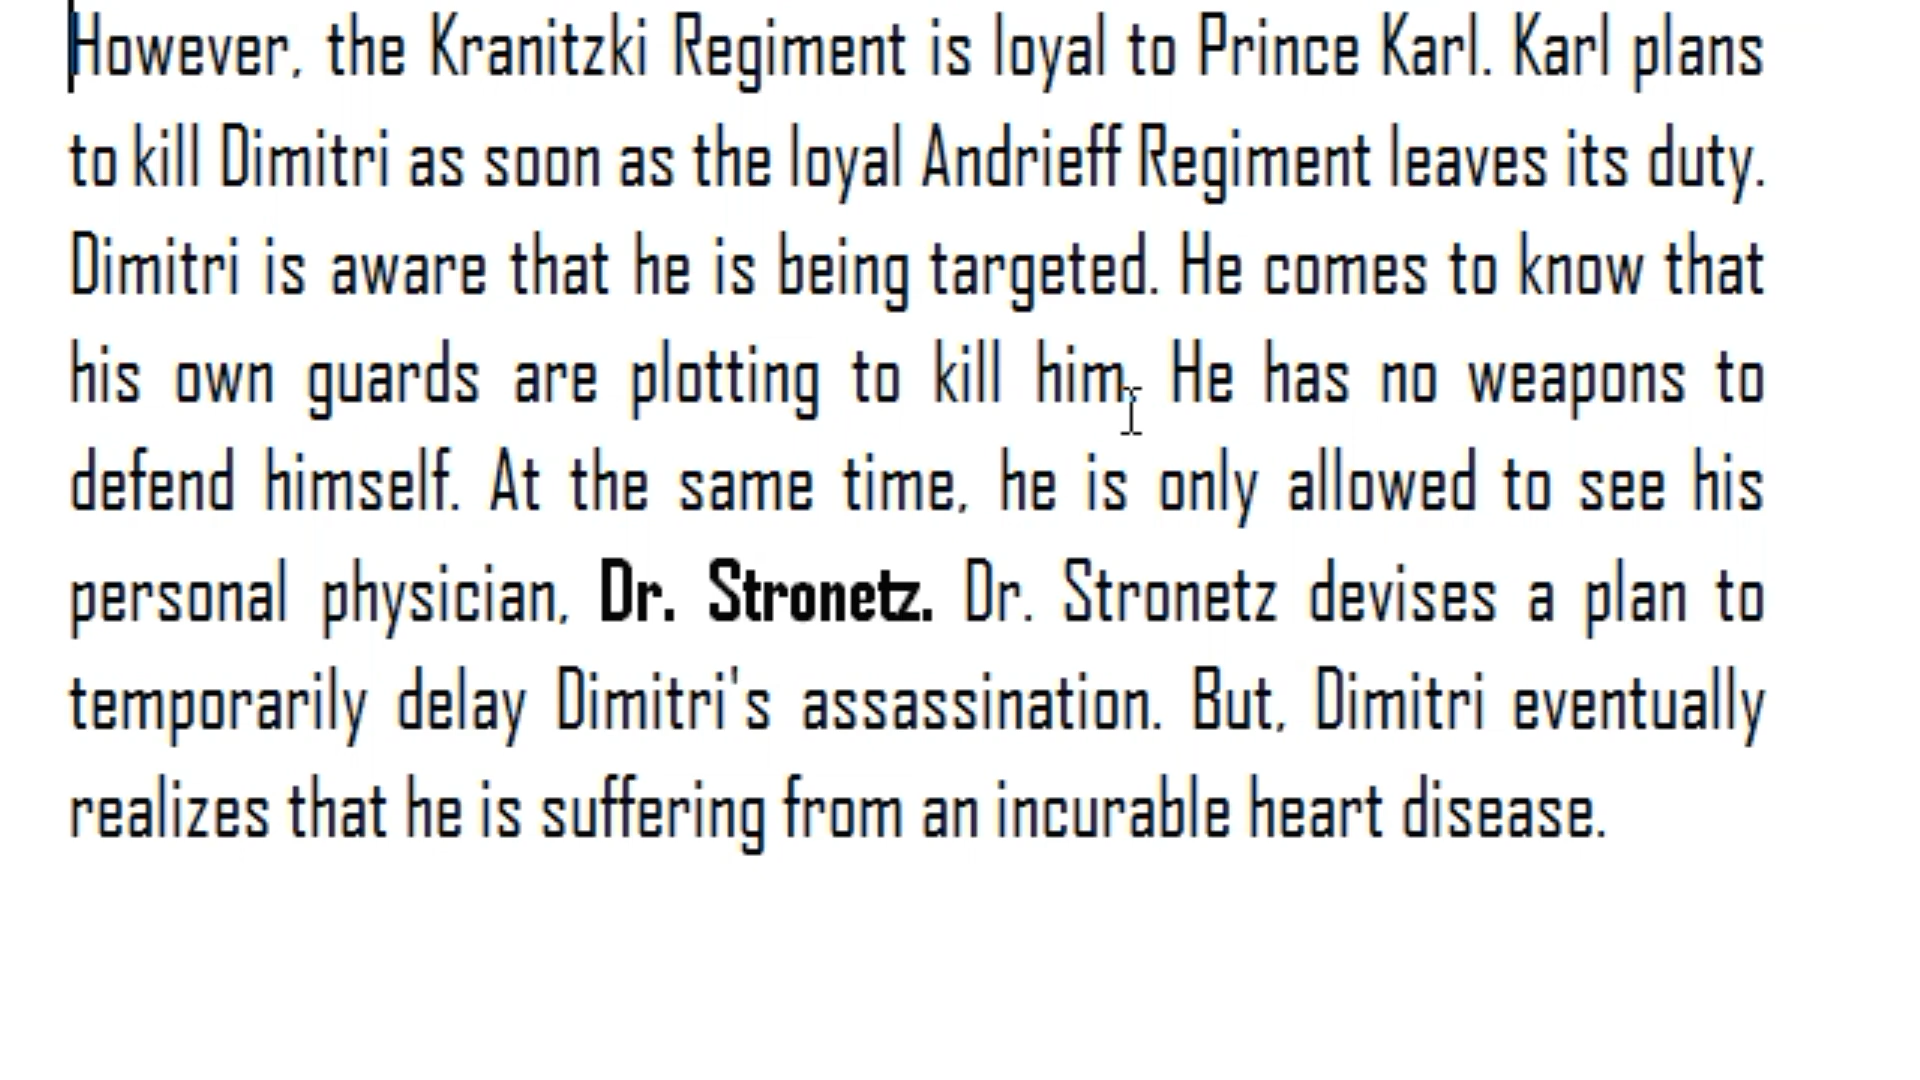 However, the Kranitzki Regiment is loyal to Prince Karl. Karl plans
to kill Dimitri as soon as the loyal Andrieff Regiment leaves its duty.
Dimitri is aware that he is being targeted. He comes to know that
his own guards are plotting to kill him. He has no weapons to
defend himself. At the same time, he is only allowed to see his
personal physician, Dr. Stronetz. Dr. Stronetz devises a plan to
temporarily delay Dimitri's assassination. But, Dimitri eventually
realizes that he is suffering from an incurable heart disease.